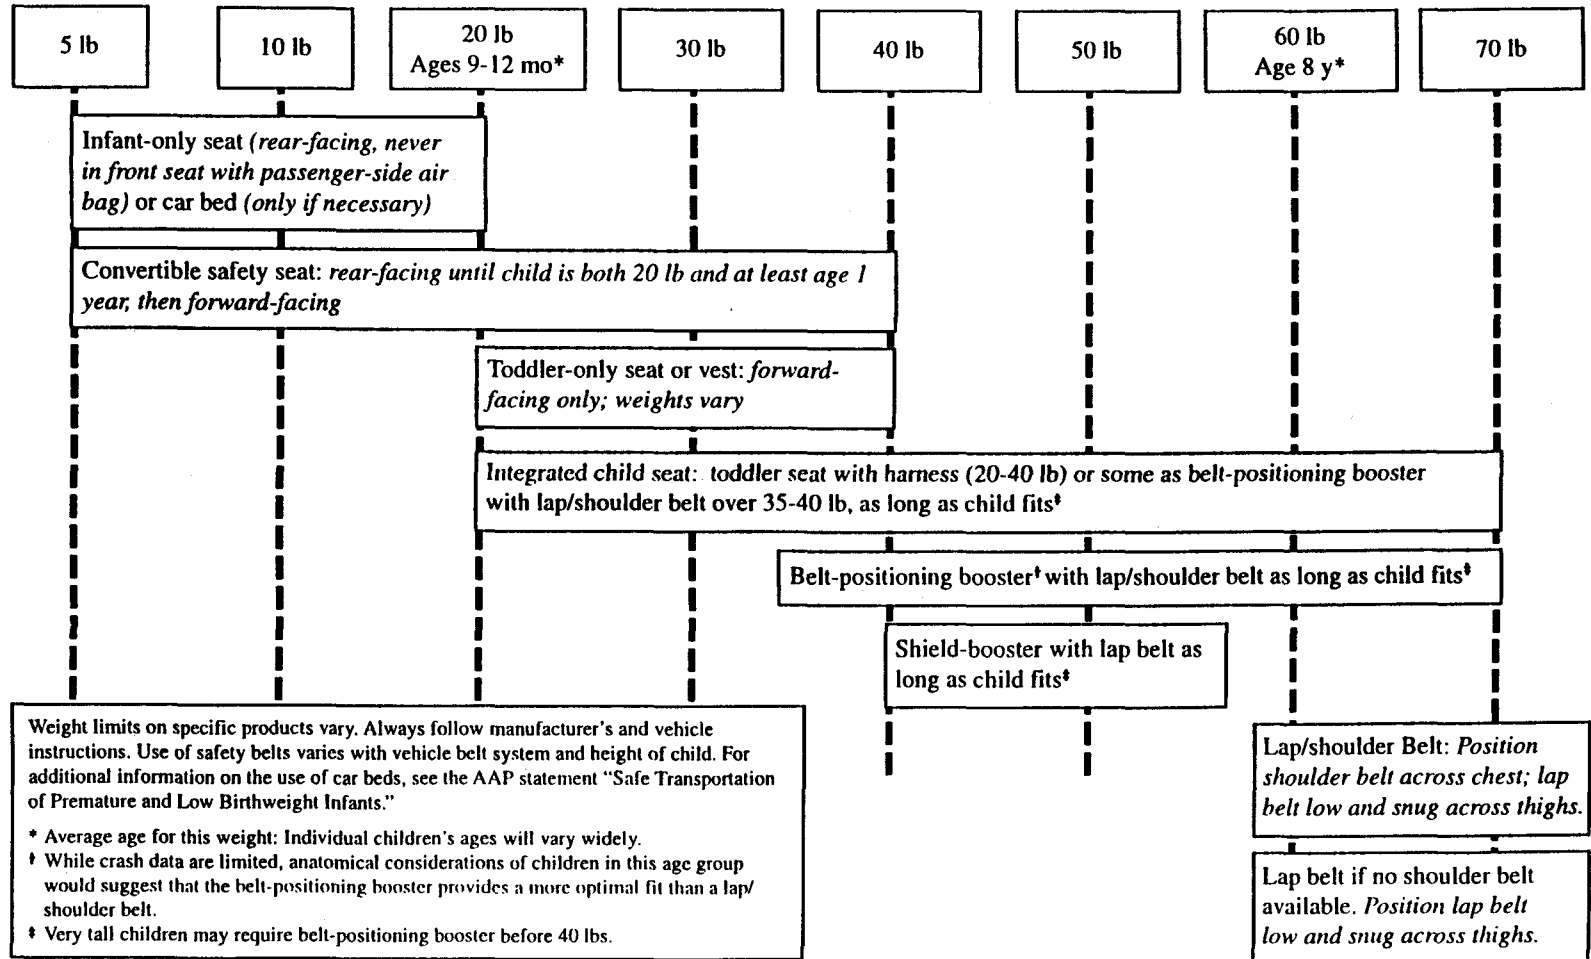 5 lb
10 lb
20 lb
Ages 9-12 mo*
30 lb
40 lb
50 lb
60 lb
Age 8 y*
70 lb
Infant-only seat (rear-facing, never
in front seat with passenger-side air
bag) or car bed (only if necessary)
Convertible safety seat: rear-facing until child is both 20 lb and at least age 1
year, then forward-facing
Toddler-only seat or vest: forward-
facing only; weights vary
Integrated child seat: toddler seat with harness (20-40 lb) or some as belt-positioning booster
with lap/shoulder belt over 35-40 lb, as long as child fits‡
Belt-positioning booster† with lap/shoulder belt as long as child fits‡
Shield-booster with lap belt as
long as child fits‡
Weight limits on specific products vary. Always follow manufacturer's and vehicle
instructions. Use of safety belts varies with vehicle belt system and height of child. For
additional information on the use of car beds, see the AAP statement "Safe Transportation
of Premature and Low Birthweight Infants."
* Average age for this weight: Individual children's ages will vary widely.
† While crash data are limited, anatomical considerations of children in this age group
would suggest that the belt-positioning booster provides a more optimal fit than a lap/
shoulder belt.
‡ Very tall children may require belt-positioning booster before 40 lbs.
Lap/shoulder Belt: Position
shoulder belt across chest; lap
belt low and snug across thighs.
Lap belt if no shoulder belt
available. Position lap belt
low and snug across thighs.